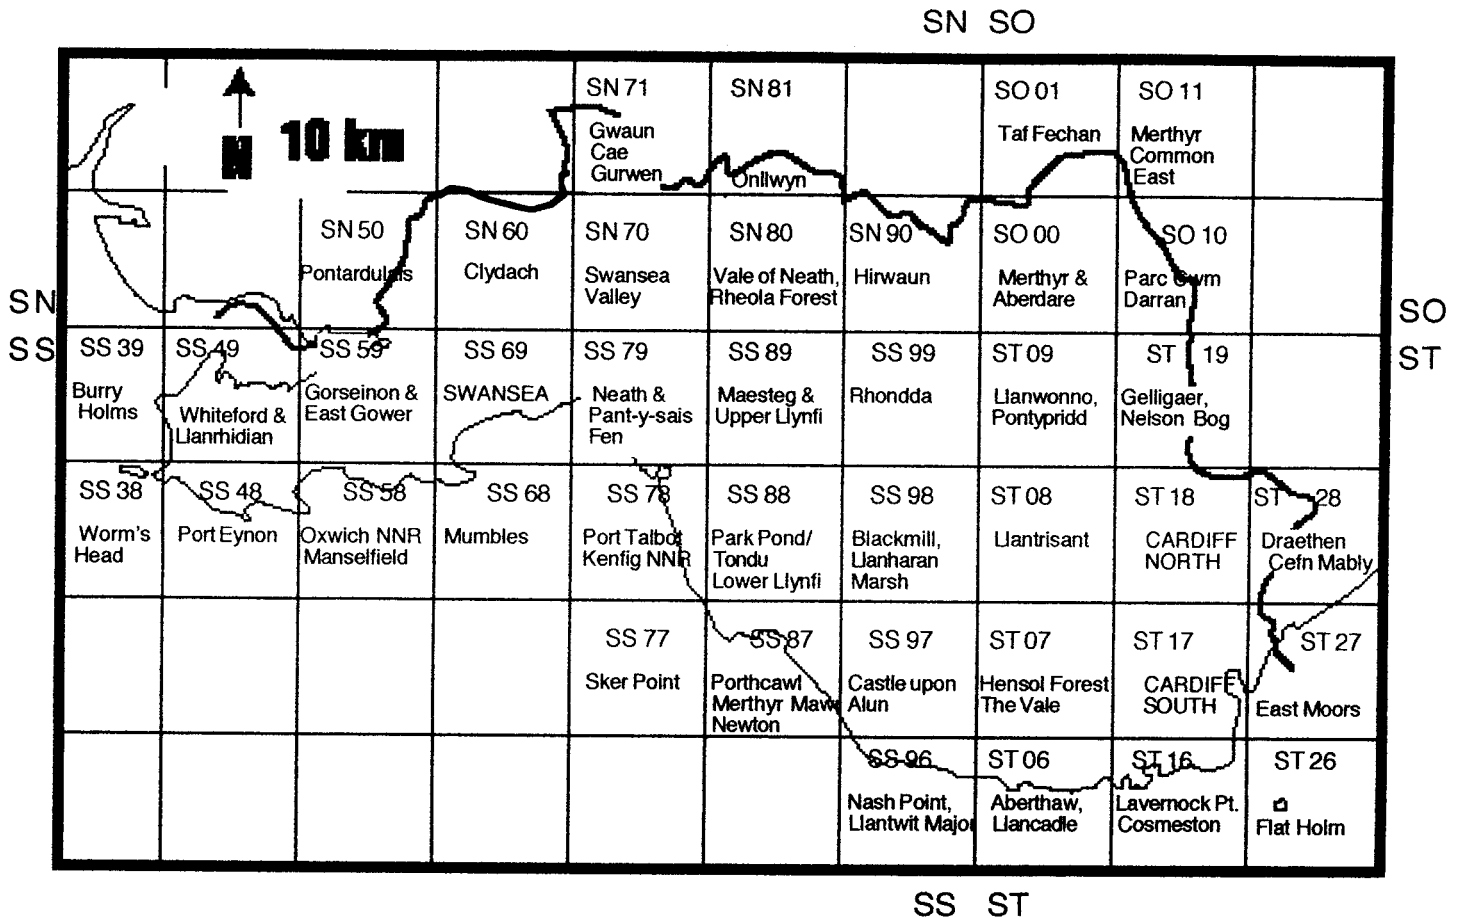 SN SO
N 10 km
SN 71
Gwaun
Cae
Gurwen
SN 81
Onllwyn
SO 01
Taf Fechan
SO 11
Merthyr
Common
East
SN 50
Pontardulais
SN 60
Clydach
SN 70
Swansea
Valley
SN 80
Vale of Neath,
Rheola Forest
SN 90
Hirwaun
SO 00
Merthyr &
Aberdare
SO 10
Parc Cwm
Darran
SN
SS
SO
ST
SS 39
Burry
Holms
SS 49
Whiteford &
Llanrhidian
SS 59
Gorseinon &
East Gower
SS 69
SWANSEA
SS 79
Neath &
Pant-y-sais
Fen
SS 89
Maesteg &
Upper Llynfi
SS 99
Rhondda
ST 09
Llanwonno,
Pontypridd
ST 19
Gelligaer,
Nelson Bog
SS 38
Worm's
Head
SS 48
Port Eynon
SS 58
Oxwich NNR
Manselfield
SS 68
Mumbles
SS 78
Port Talbot
Kenfig NNR
SS 88
Park Pond/
Tondu
Lower Llynfi
SS 98
Blackmill,
Llanharan
Marsh
ST 08
Llantrisant
ST 18
CARDIFF
NORTH
ST 28
Draethen
Cefn Mably
SS 77
Sker Point
SS 87
Porthcawl
Merthyr Mawr
Newton
SS 97
Castle upon
Alun
ST 07
Hensol Forest
The Vale
ST 17
CARDIFF
SOUTH
ST 27
East Moors
SS 96
Nash Point,
Llantwit Major
ST 06
Aberthaw,
Llancadle
ST 16
Lavernock Pt.
Cosmeston
ST 26
Flat Holm
SS ST